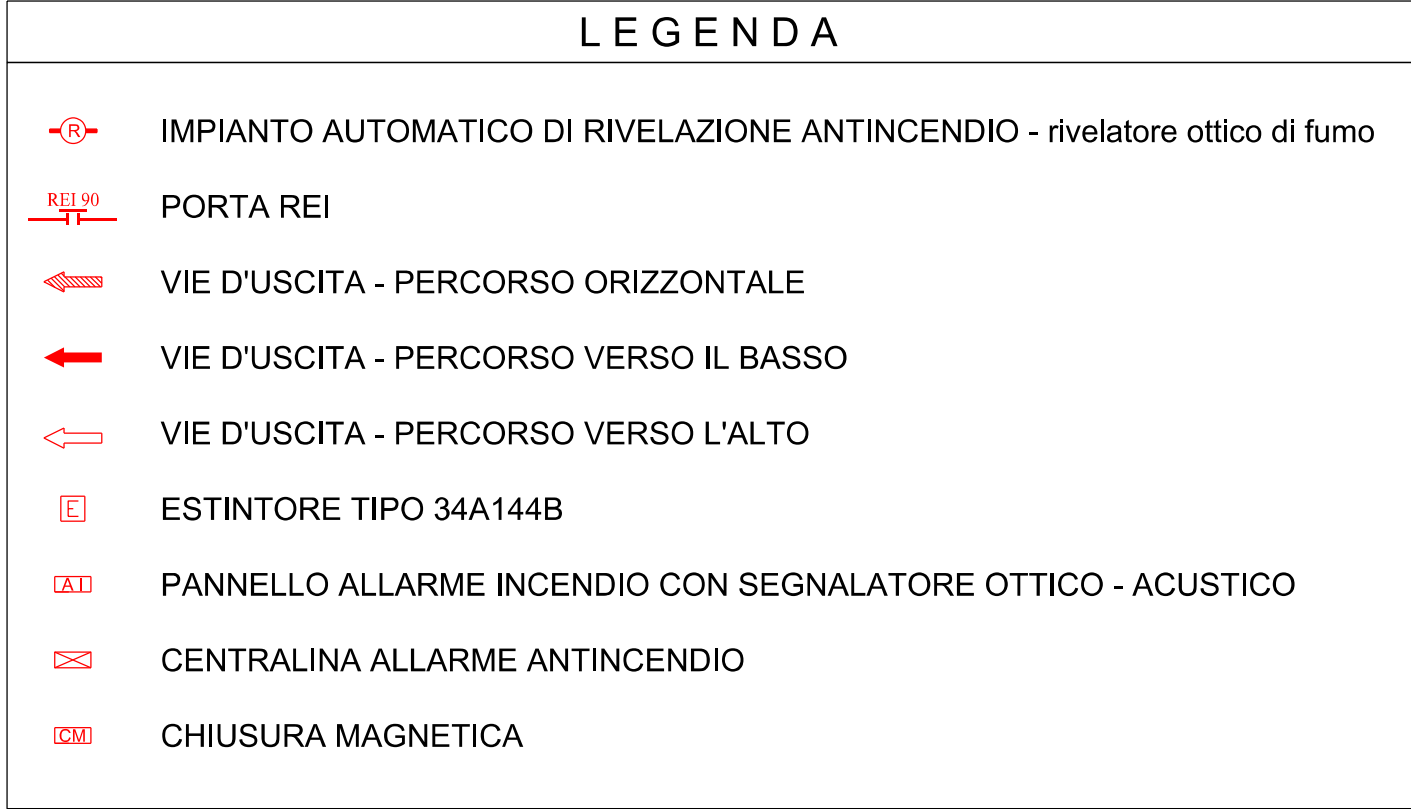 L E G E N D A
R IMPIANTO AUTOMATICO DI RIVELAZIONE ANTINCENDIO - rivelatore ottico di fumo
REI 90 PORTA REI
VIE D'USCITA - PERCORSO ORIZZONTALE
VIE D'USCITA - PERCORSO VERSO IL BASSO
VIE D'USCITA - PERCORSO VERSO L'ALTO
E ESTINTORE TIPO 34A144B
AI PANNELLO ALLARME INCENDIO CON SEGNALATORE OTTICO - ACUSTICO
CENTRALINA ALLARME ANTINCENDIO
CM CHIUSURA MAGNETICA